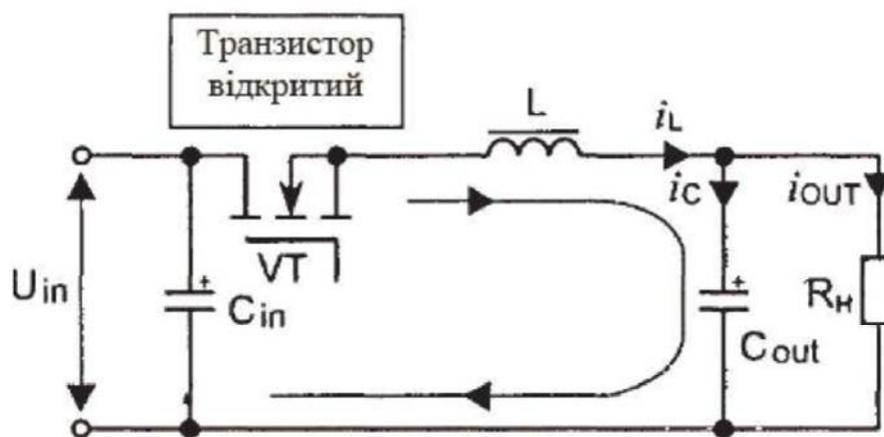 Транзистор
відкритий
L
iL
iC
iOUT
Uin
+
Cin
VT
+
Cout
RН